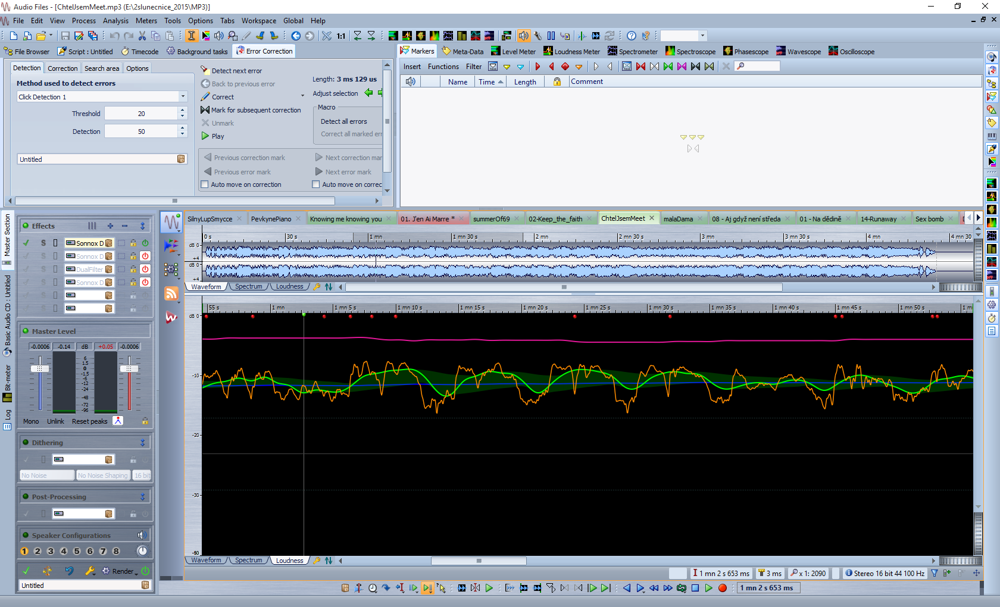 Audio Files - [ChtelJsemMeet.mp3 (E:\2slunecnice_2015\MP3)]
File Edit View Process Analysis Meters Tools Options Tabs Workspace Global Help
1:1
File Browser Script : Untitled Timecode Background tasks Error Correction
Markers Meta-Data Level Meter Loudness Meter Spectrometer Spectroscope Phasescope Wavescope Oscilloscope
Detection Correction Search area Options
Method used to detect errors
Click Detection 1
Threshold 20
Detection 50
Untitled
Detect next error
Back to previous error
Correct
Mark for subsequent correction
Unmark
Play
Length: 3 ms 129 us
Adjust selection
Macro
Detect all errors
Correct all marked err
Previous correction mark Next correction mar
Previous error mark Next error mark
Auto move on correction Auto move on correc
Insert Functions Filter
Name Time Length Comment
Master Section
Basic Audio CD : Untitled
Bit-meter
Log
Effects
S Sonnox D
S Sonnox D
S DualFilter
S Sonnox D
S
S
Master Level
-0.0006 -0.14 dB +0.05 -0.0006
6
1.5
0
-1.5
-6
-12
-24
-48
-72
-96
Mono Unlink Reset peaks
Dithering
No Noise No Noise Shaping 16 bit
Post-Processing
Speaker Configurations
1 2 3 4 5 6 7 8
Render
Untitled
SilnyLupSmycce PevkynePiano Knowing me knowing you 01. J'en Ai Marre * summerOf69 02-Keep_the_faith ChtelJsemMeet malaDama 08 - Aj když není středa 01 - Na dědině 14-Runaway Sex bomb
0 s 30 s 1 mn 1 mn 30 s 2 mn 2 mn 30 s 3 mn 3 mn 30 s 4 mn 4 mn 30
dB 0
+4
dB 0
+4
Waveform Spectrum Loudness
55 s 1 mn 1 mn 5 s 1 mn 10 s 1 mn 15 s 1 mn 20 s 1 mn 25 s 1 mn 30 s 1 mn 35 s 1 mn 40 s 1 mn 45 s 1 mn 50 s 1 m
dB 0
-10
-20
-30
Waveform Spectrum Loudness
1 mn 2 s 653 ms 3 ms x 1: 2090 Stereo 16 bit 44 100 Hz
1 mn 2 s 653 ms